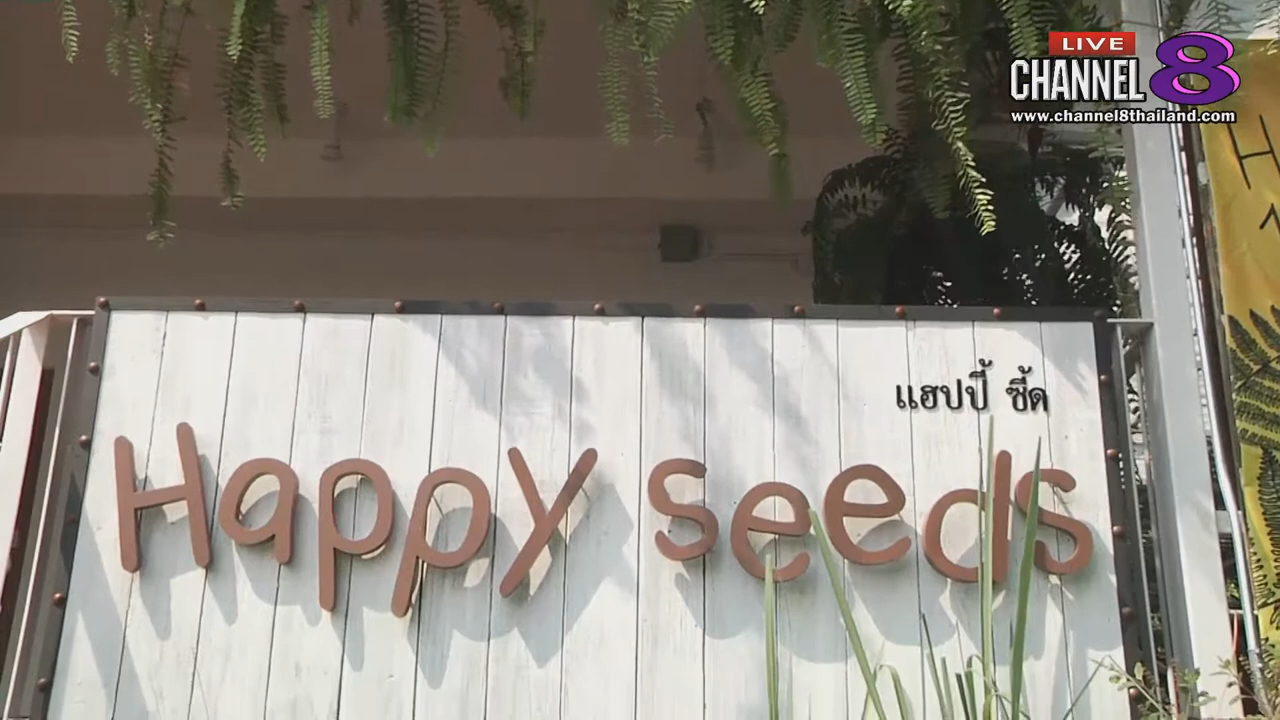 LIVE
CHANNEL 8
www.channel8thailand.com
แฮปปี้ ซี้ด
Happy seeds